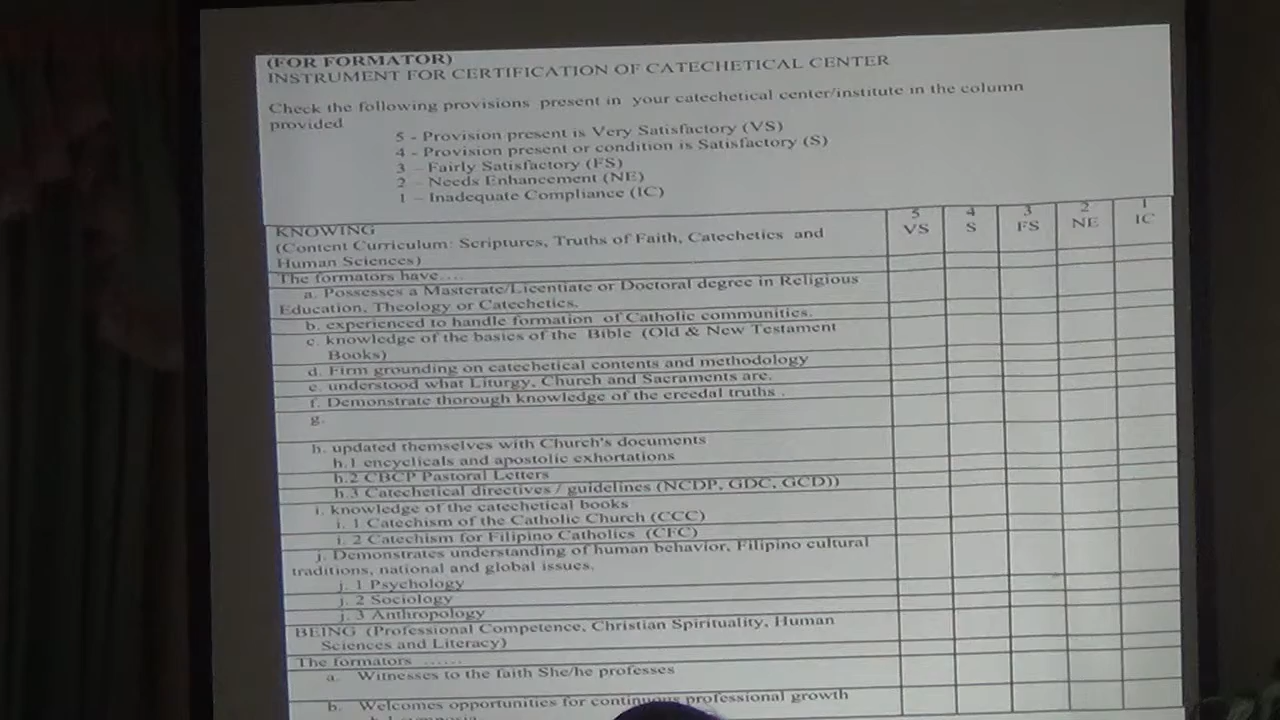 (FOR FORMATOR)
INSTRUMENT FOR CERTIFICATION OF CATECHETICAL CENTER
Check the following provisions present in your catechetical center/institute in the column
provided
5 - Provision present is Very Satisfactory (VS)
4 - Provision present or condition is Satisfactory (S)
3 – Fairly Satisfactory (FS)
2 – Needs Enhancement (NE)
1 – Inadequate Compliance (IC)
5 4 3 2 1
KNOWING VS S FS NE IC
(Content Curriculum: Scriptures, Truths of Faith, Catechetics and
Human Sciences)
The formators have....
a. Possesses a Masterate/Licentiate or Doctoral degree in Religious
Education, Theology or Catechetics.
b. experienced to handle formation of Catholic communities.
c. knowledge of the basics of the Bible (Old & New Testament
Books)
d. Firm grounding on catechetical contents and methodology
e. understood what Liturgy, Church and Sacraments are.
f. Demonstrate thorough knowledge of the creedal truths .
g.
h. updated themselves with Church's documents
h.1 encyclicals and apostolic exhortations
h.2 CBCP Pastoral Letters
h.3 Catechetical directives / guidelines (NCDP, GDC, GCD))
i. knowledge of the catechetical books
i. 1 Catechism of the Catholic Church (CCC)
i. 2 Catechism for Filipino Catholics (CFC)
j. Demonstrates understanding of human behavior, Filipino cultural
traditions, national and global issues.
j. 1 Psychology
j. 2 Sociology
j. 3 Anthropology
BEING (Professional Competence, Christian Spirituality, Human
Sciences and Literacy)
The formators ......
a. Witnesses to the faith She/he professes
b. Welcomes opportunities for continuous professional growth